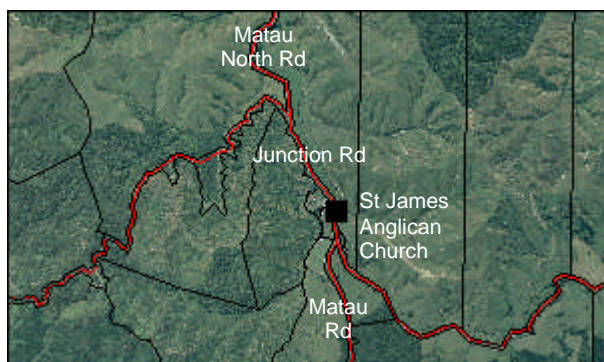 Matau
North Rd
Junction Rd
St James
Anglican
Church
Matau
Rd